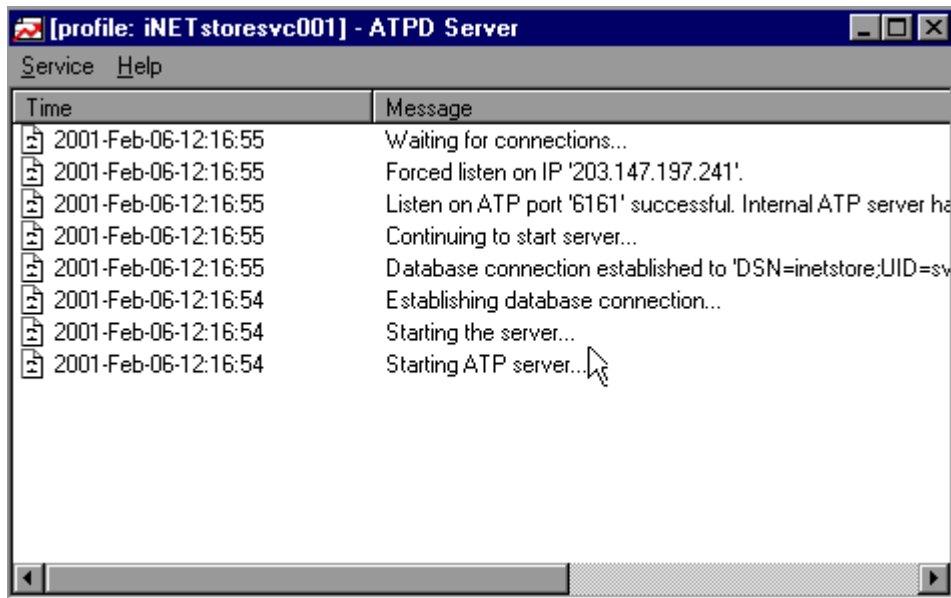 [profile: iNETstoresvc001] - ATPD Server
Service Help
Time Message
2001-Feb-06-12:16:55 Waiting for connections...
2001-Feb-06-12:16:55 Forced listen on IP '203.147.197.241'.
2001-Feb-06-12:16:55 Listen on ATP port '6161' successful. Internal ATP server ha
2001-Feb-06-12:16:55 Continuing to start server...
2001-Feb-06-12:16:55 Database connection established to 'DSN=inetstore;UID=sv
2001-Feb-06-12:16:54 Establishing database connection...
2001-Feb-06-12:16:54 Starting the server...
2001-Feb-06-12:16:54 Starting ATP server...